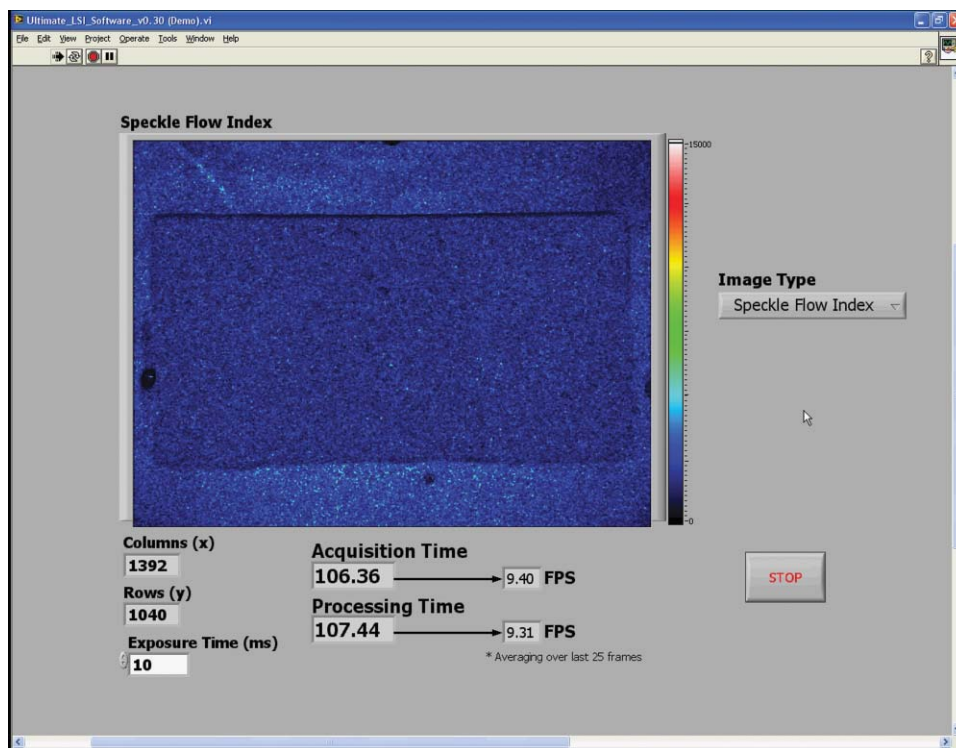 Ultimate_LSI_Software_v0.30 (Demo).vi
File Edit View Project Operate Tools Window Help
?
Speckle Flow Index
15000
0
Image Type
Speckle Flow Index
Columns (x)
1392
Rows (y)
1040
Exposure Time (ms)
10
Acquisition Time
106.36 9.40 FPS
Processing Time
107.44 9.31 FPS
* Averaging over last 25 frames
STOP